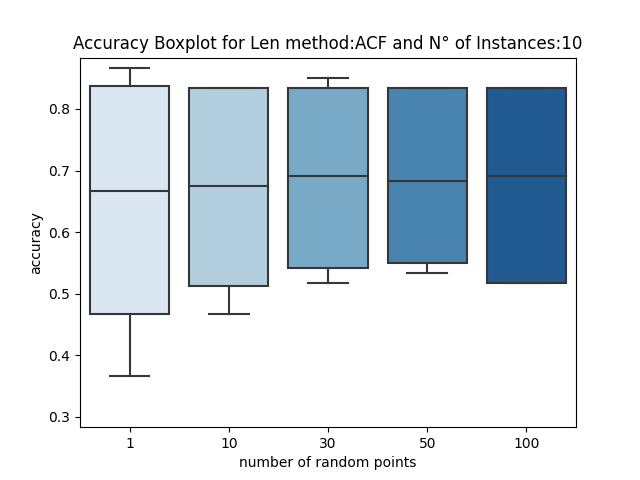 Accuracy Boxplot for Len method:ACF and N° of Instances:10
accuracy
0.8
0.7
0.6
0.5
0.4
0.3
1 10 30 50 100
number of random points